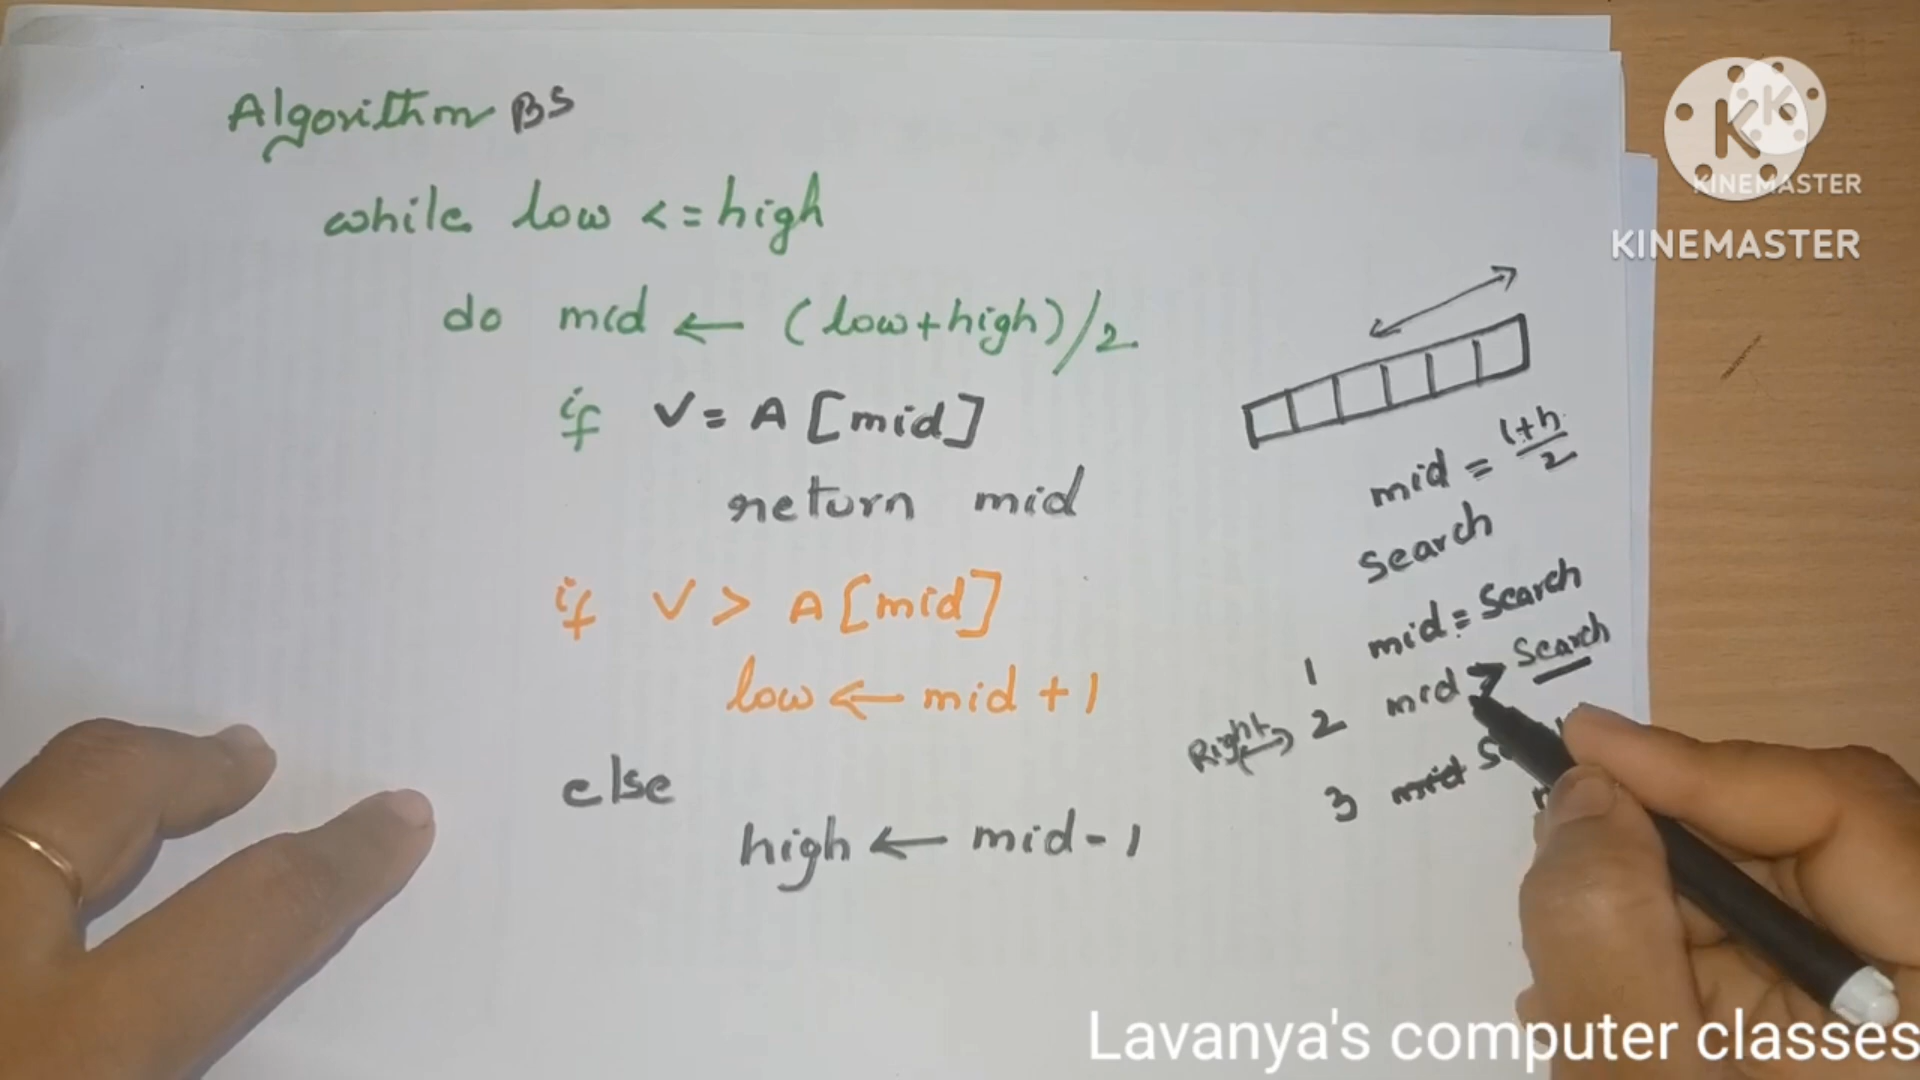 Algorithm BS
while low <= high
do mid ← (low+high)/2
if V = A [mid]
return mid
if V > A [mid]
low ← mid + 1
else
high ← mid - 1
mid = l+h/2
Search
1 mid = Search
Right 2 mid > Search
3 mid
KINEMASTER
KINEMASTER
Lavanya's computer classes